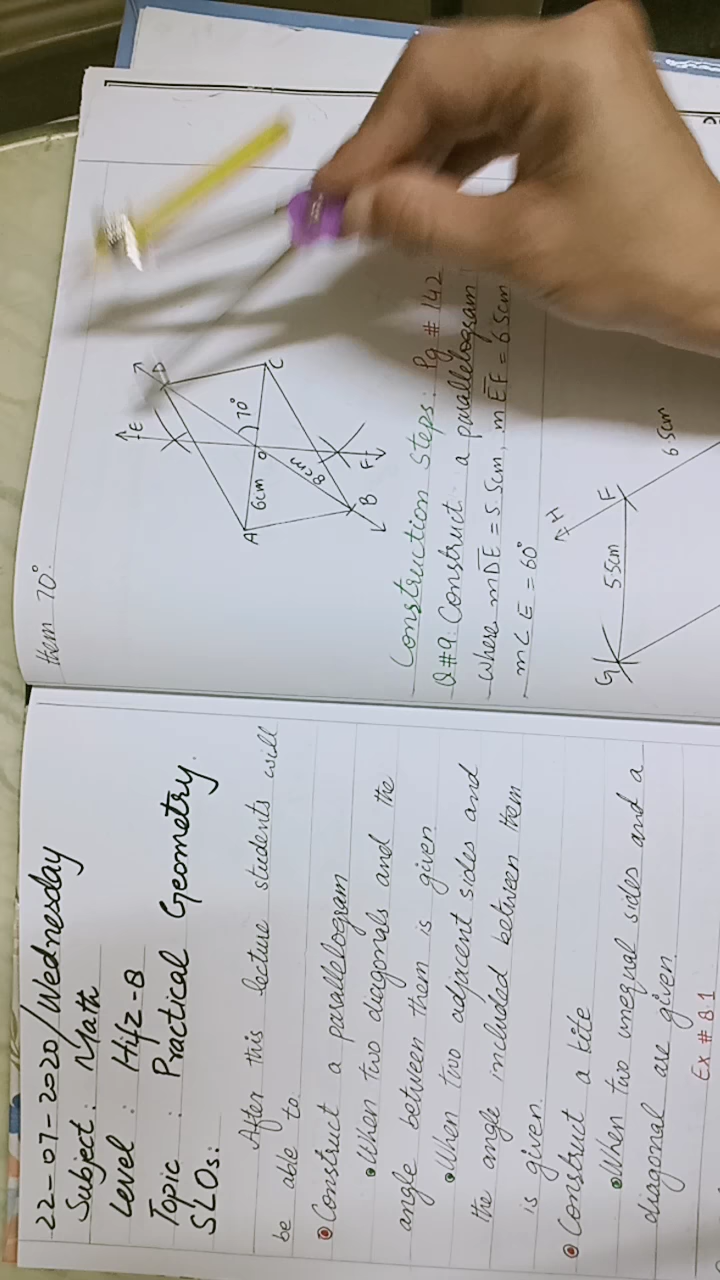 22-07-2020/Wednesday
Subject: Math
Level: Hifz-B
Topic: Practical Geometry.
SLOs:
After this lecture students will
be able to
Construct a parallelogram
When two diagonals and the
angle between them is given.
When two adjacent sides and
the angle included between them
is given.
Construct a kite
When two unequal sides and a
diagonal are given.
Ex # 8.1
them 70°.
E
D
C
70°
O
6cm
8cm
A
F
B
Construction Steps: Pg # 142
Q#9: Construct a parallelogram
where mDE = 5.5cm, mEF = 6.5cm
m∠E = 60°
H
F
5.5cm
G
6.5cm